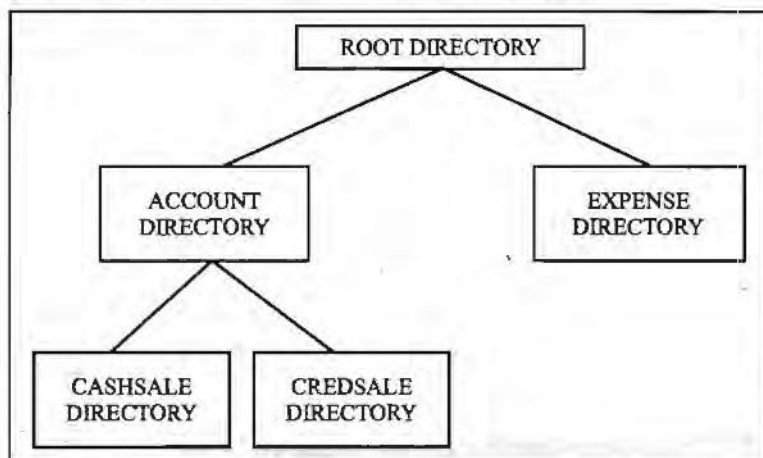 ROOT DIRECTORY
ACCOUNT
DIRECTORY
EXPENSE
DIRECTORY
CASHSALE
DIRECTORY
CREDSALE
DIRECTORY